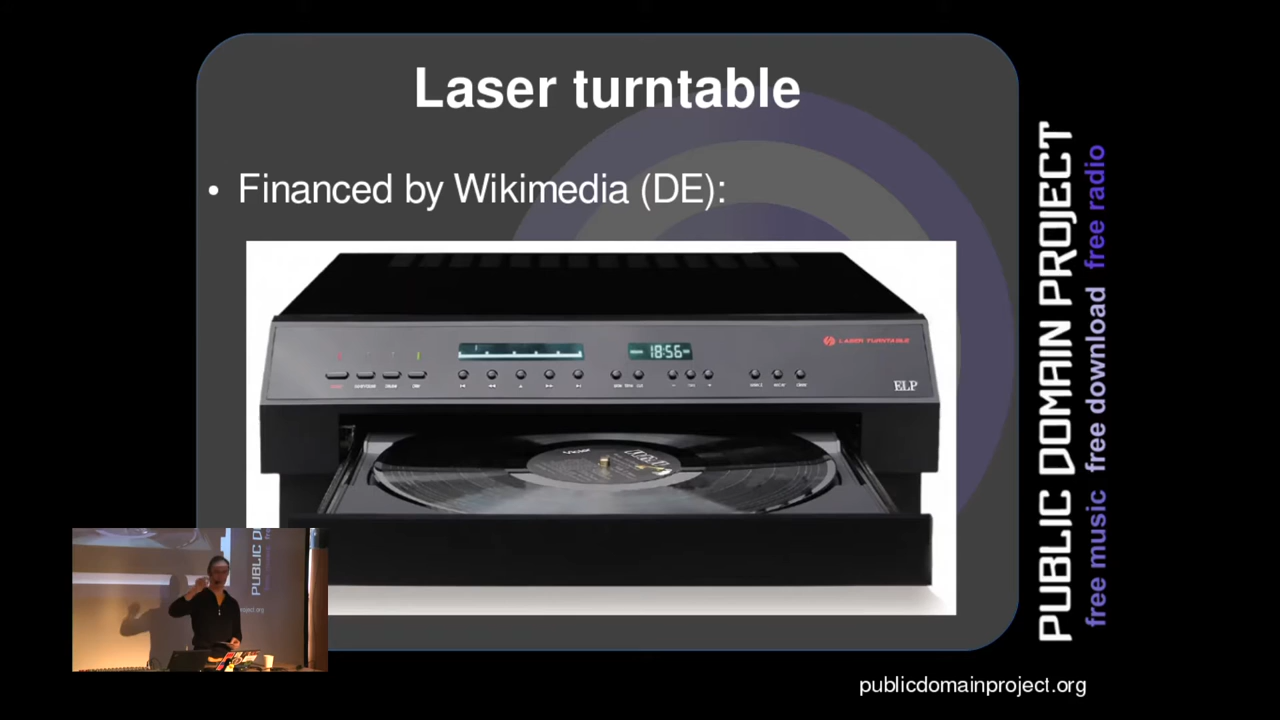 Laser turntable
• Financed by Wikimedia (DE):
18:56
LASER TURNTABLE
ELP
PUBLIC DOMAIN PROJECT
free music free download free radio
PUBLIC D
publicdomainproject.org